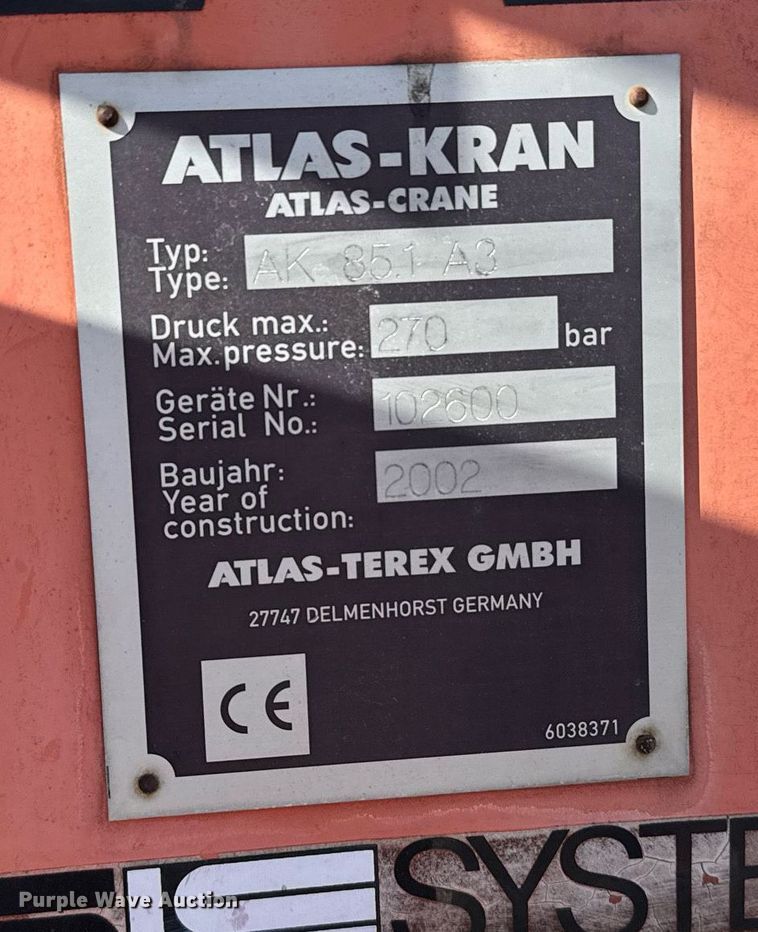 ATLAS-KRAN
ATLAS-CRANE
Typ:
Type: AK 85.1 A3
Druck max.:
Max.pressure: 270 bar
Geräte Nr.:
Serial No.: 102600
Baujahr:
Year of
construction: 2002
ATLAS-TEREX GMBH
27747 DELMENHORST GERMANY
CE
6038371
SYSTE
Purple Wave Auction